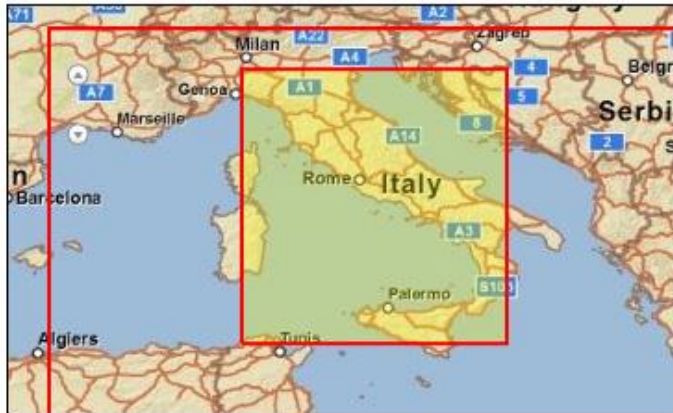 A71
A2
Milan
A22
Zagreb
A4
4
Belgr
A7
Genoa
A1
5
Marseille
A14
8
Serbi
2
S
n
Rome
Italy
Barcelona
A3
Palermo
Algiers
Tunis